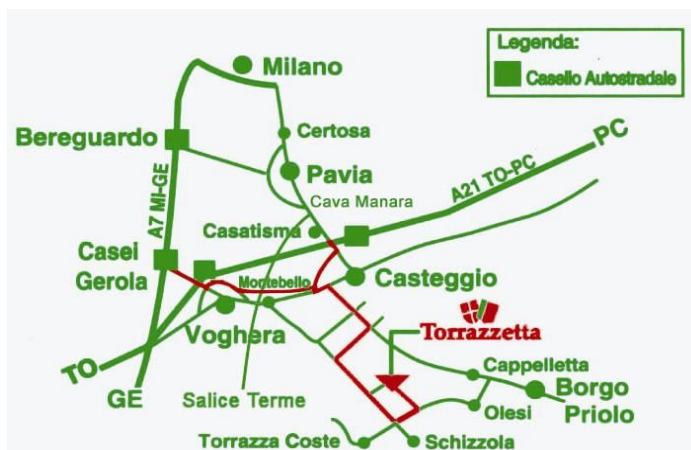 Legenda:
Casello Autostradale
Milano
PC
Bereguardo
Certosa
Pavia
A21 TO-PC
A7 MI-GE
Cava Manara
Casatisma
Casei
Gerola
Montebello
Casteggio
Voghera
Torrazzetta
TO
GE
Salice Terme
Cappelletta
Borgo
Priolo
Olesi
Torrazza Coste
Schizzola